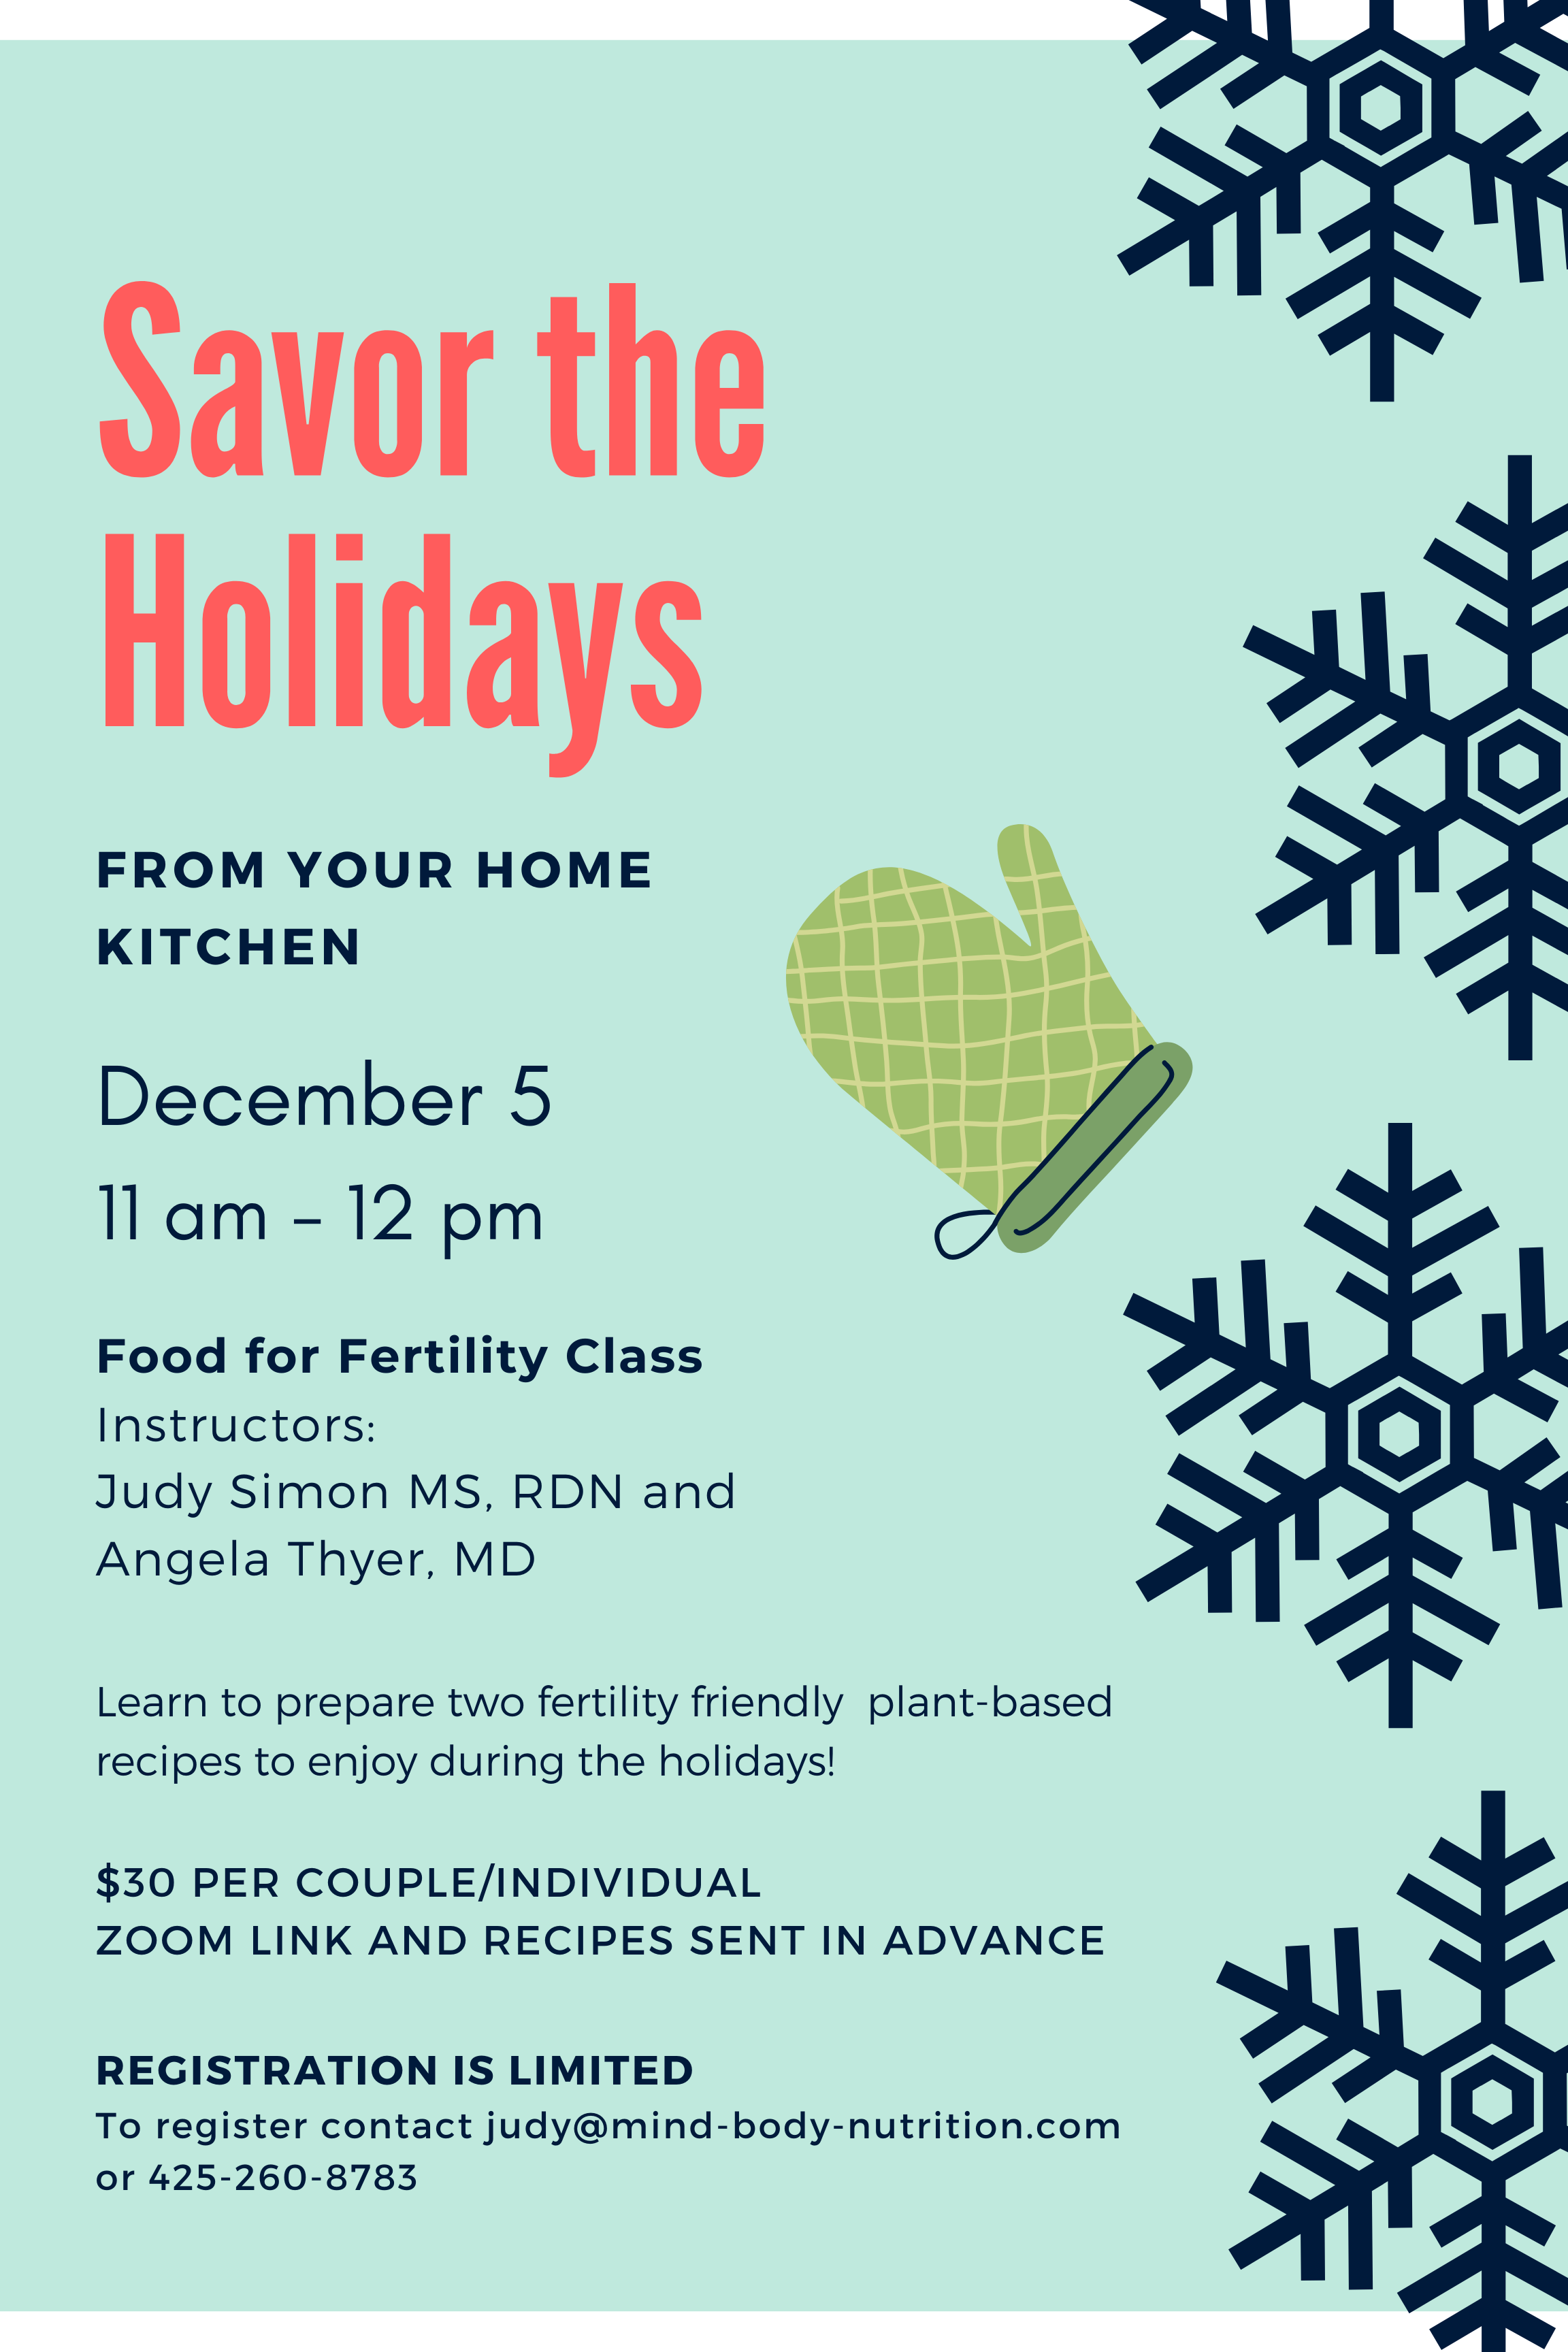 Savor the
Holidays
FROM YOUR HOME
KITCHEN
December 5
11 am – 12 pm
Food for Fertility Class
Instructors:
Judy Simon MS, RDN and
Angela Thyer, MD
Learn to prepare two fertility friendly  plant-based
recipes to enjoy during the holidays!
$30 PER COUPLE/INDIVIDUAL
ZOOM LINK AND RECIPES SENT IN ADVANCE
REGISTRATION IS LIMITED
To register contact judy@mind-body-nutrition.com
or 425-260-8783